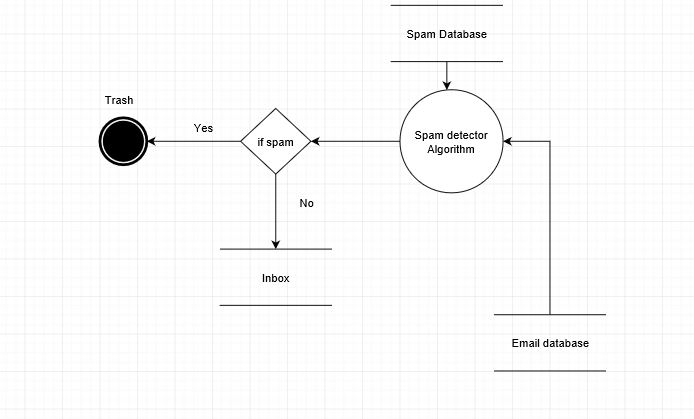 Spam Database
Trash
Yes
if spam
Spam detector
Algorithm
No
Inbox
Email database